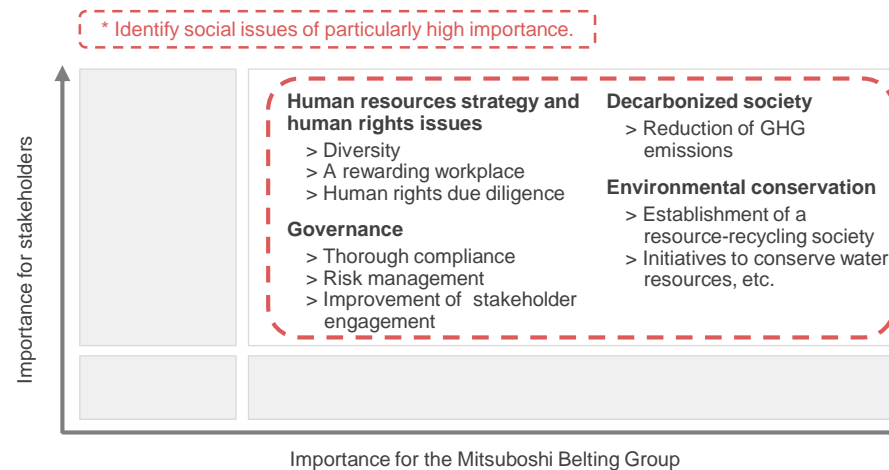 * Identify social issues of particularly high importance.
Importance for stakeholders
Human resources strategy and
human rights issues
> Diversity
> A rewarding workplace
> Human rights due diligence
Governance
> Thorough compliance
> Risk management
> Improvement of stakeholder
engagement
Decarbonized society
> Reduction of GHG
emissions
Environmental conservation
> Establishment of a
resource-recycling society
> Initiatives to conserve water
resources, etc.
Importance for the Mitsuboshi Belting Group